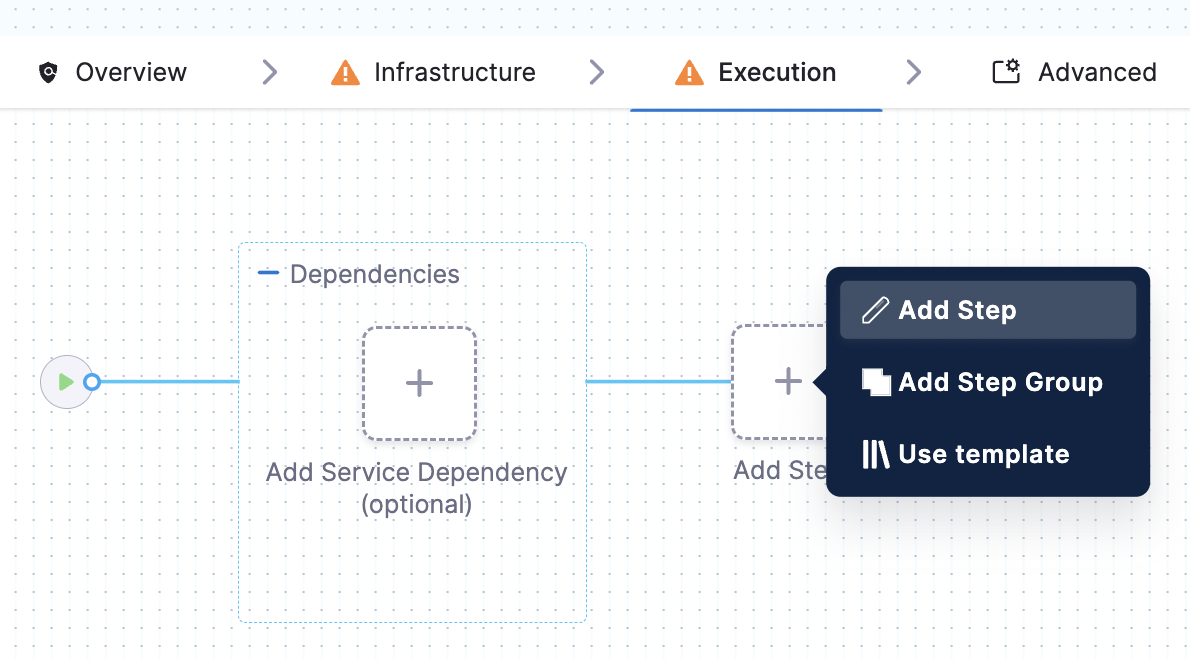 Overview
Infrastructure
Execution
Advanced
Dependencies
Add Service Dependency
(optional)
Add Ste
Add Step
Add Step Group
Use template